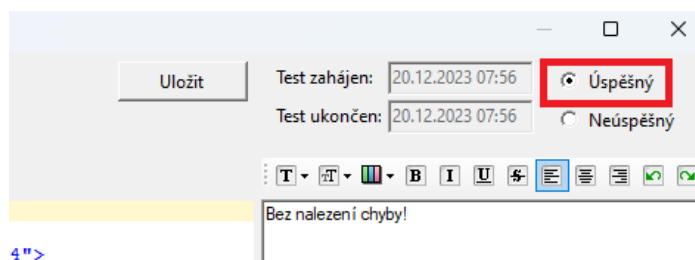 Uložit
Test zahájen: 20.12.2023 07:56
Úspěšný
Test ukončen: 20.12.2023 07:56
Neúspěšný
T T B I U S
Bez nalezení chyby!
4">